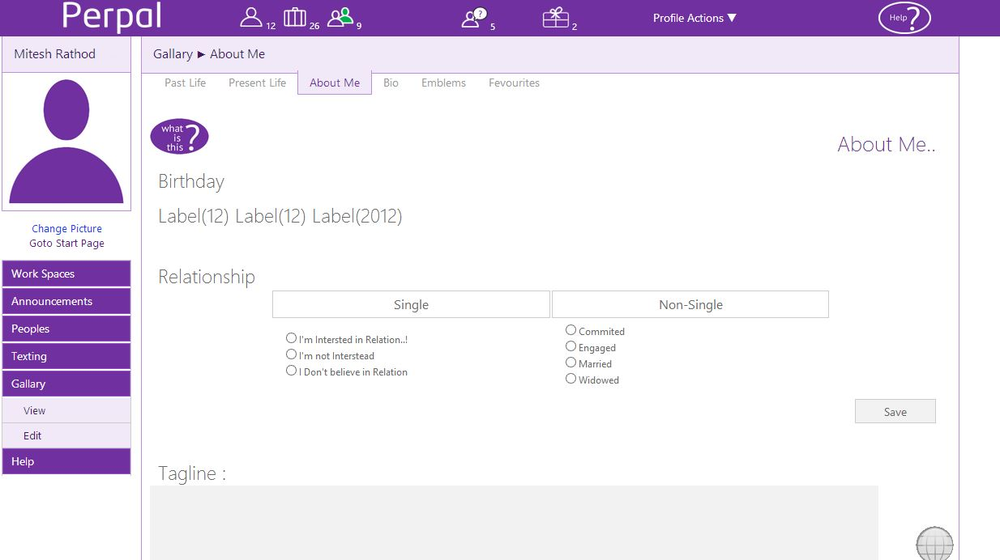 Perpal
12 26 9 ? 5 2 Profile Actions ▼ Help ?
Mitesh Rathod
Gallary ► About Me
Past Life Present Life About Me Bio Emblems Fevourites
what
is
this ?
About Me..
Birthday
Label(12) Label(12) Label(2012)
Change Picture
Goto Start Page
Work Spaces
Announcements
Peoples
Texting
Gallary
View
Edit
Help
Relationship
Single Non-Single
I'm Intersted in Relation..!
I'm not Interstead
I Don't believe in Relation
Commited
Engaged
Married
Widowed
Save
Tagline :